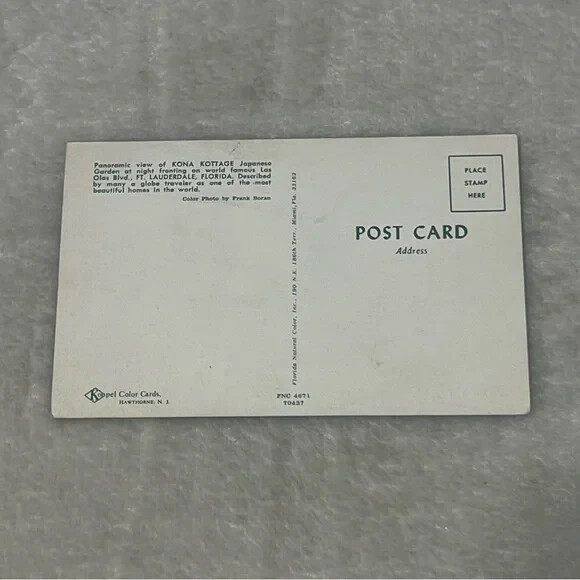 Panoramic view of KONA KOTTAGE Japanese
Garden at night fronting on world famous Las
Olas Blvd., FT. LAUDERDALE, FLORIDA. Described
by many a globe traveler as one of the most
beautiful homes in the world.
Color Photo by Frank Boran
PLACE
STAMP
HERE
POST CARD
Address
Florida Natural Color, Inc., 190 N.E. 186th Terr., Miami, Fla. 33162
Koppel Color Cards,
HAWTHORNE, N. J.
FNC 4071
70437